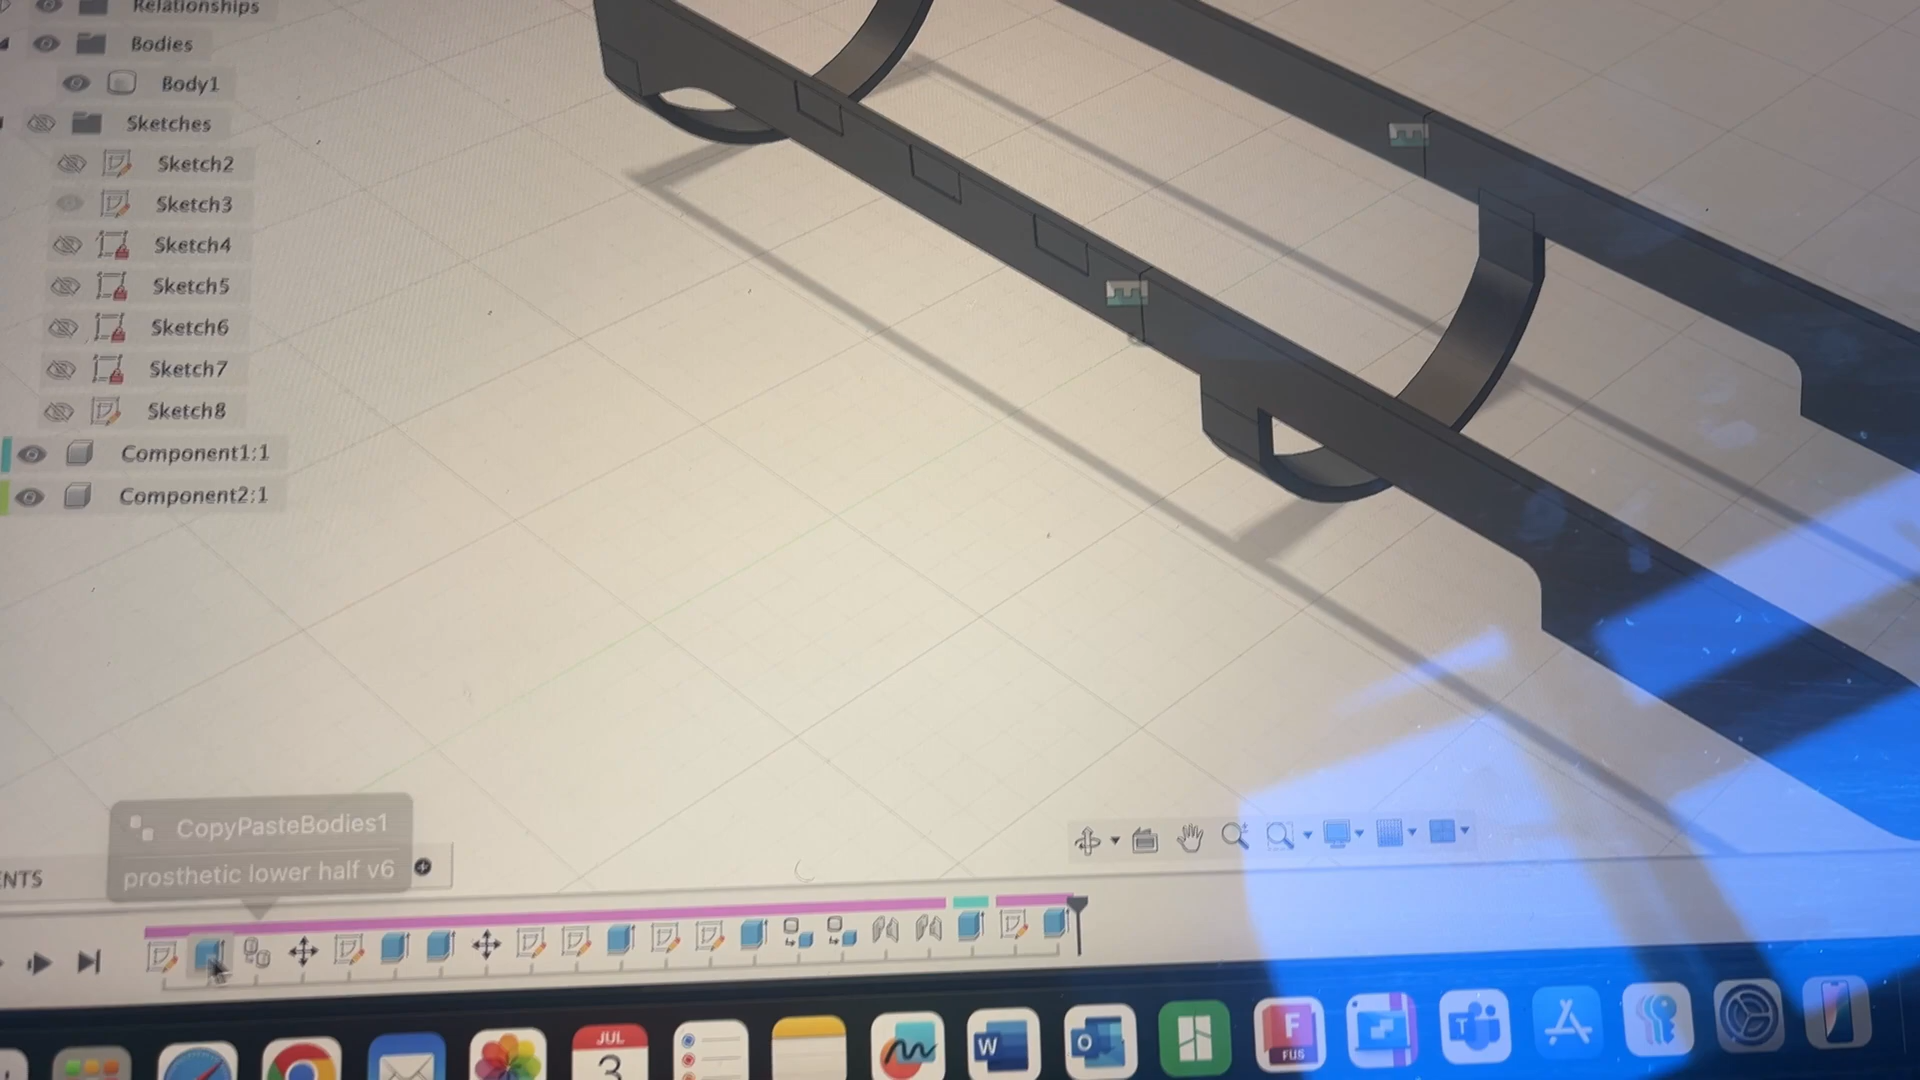 Relationships
Bodies
Body1
Sketches
Sketch2
Sketch3
Sketch4
Sketch5
Sketch6
Sketch7
Sketch8
Component1:1
Component2:1
CopyPasteBodies1
prosthetic lower half v6
NTS
JUL
3
W
O
F
FUS
T